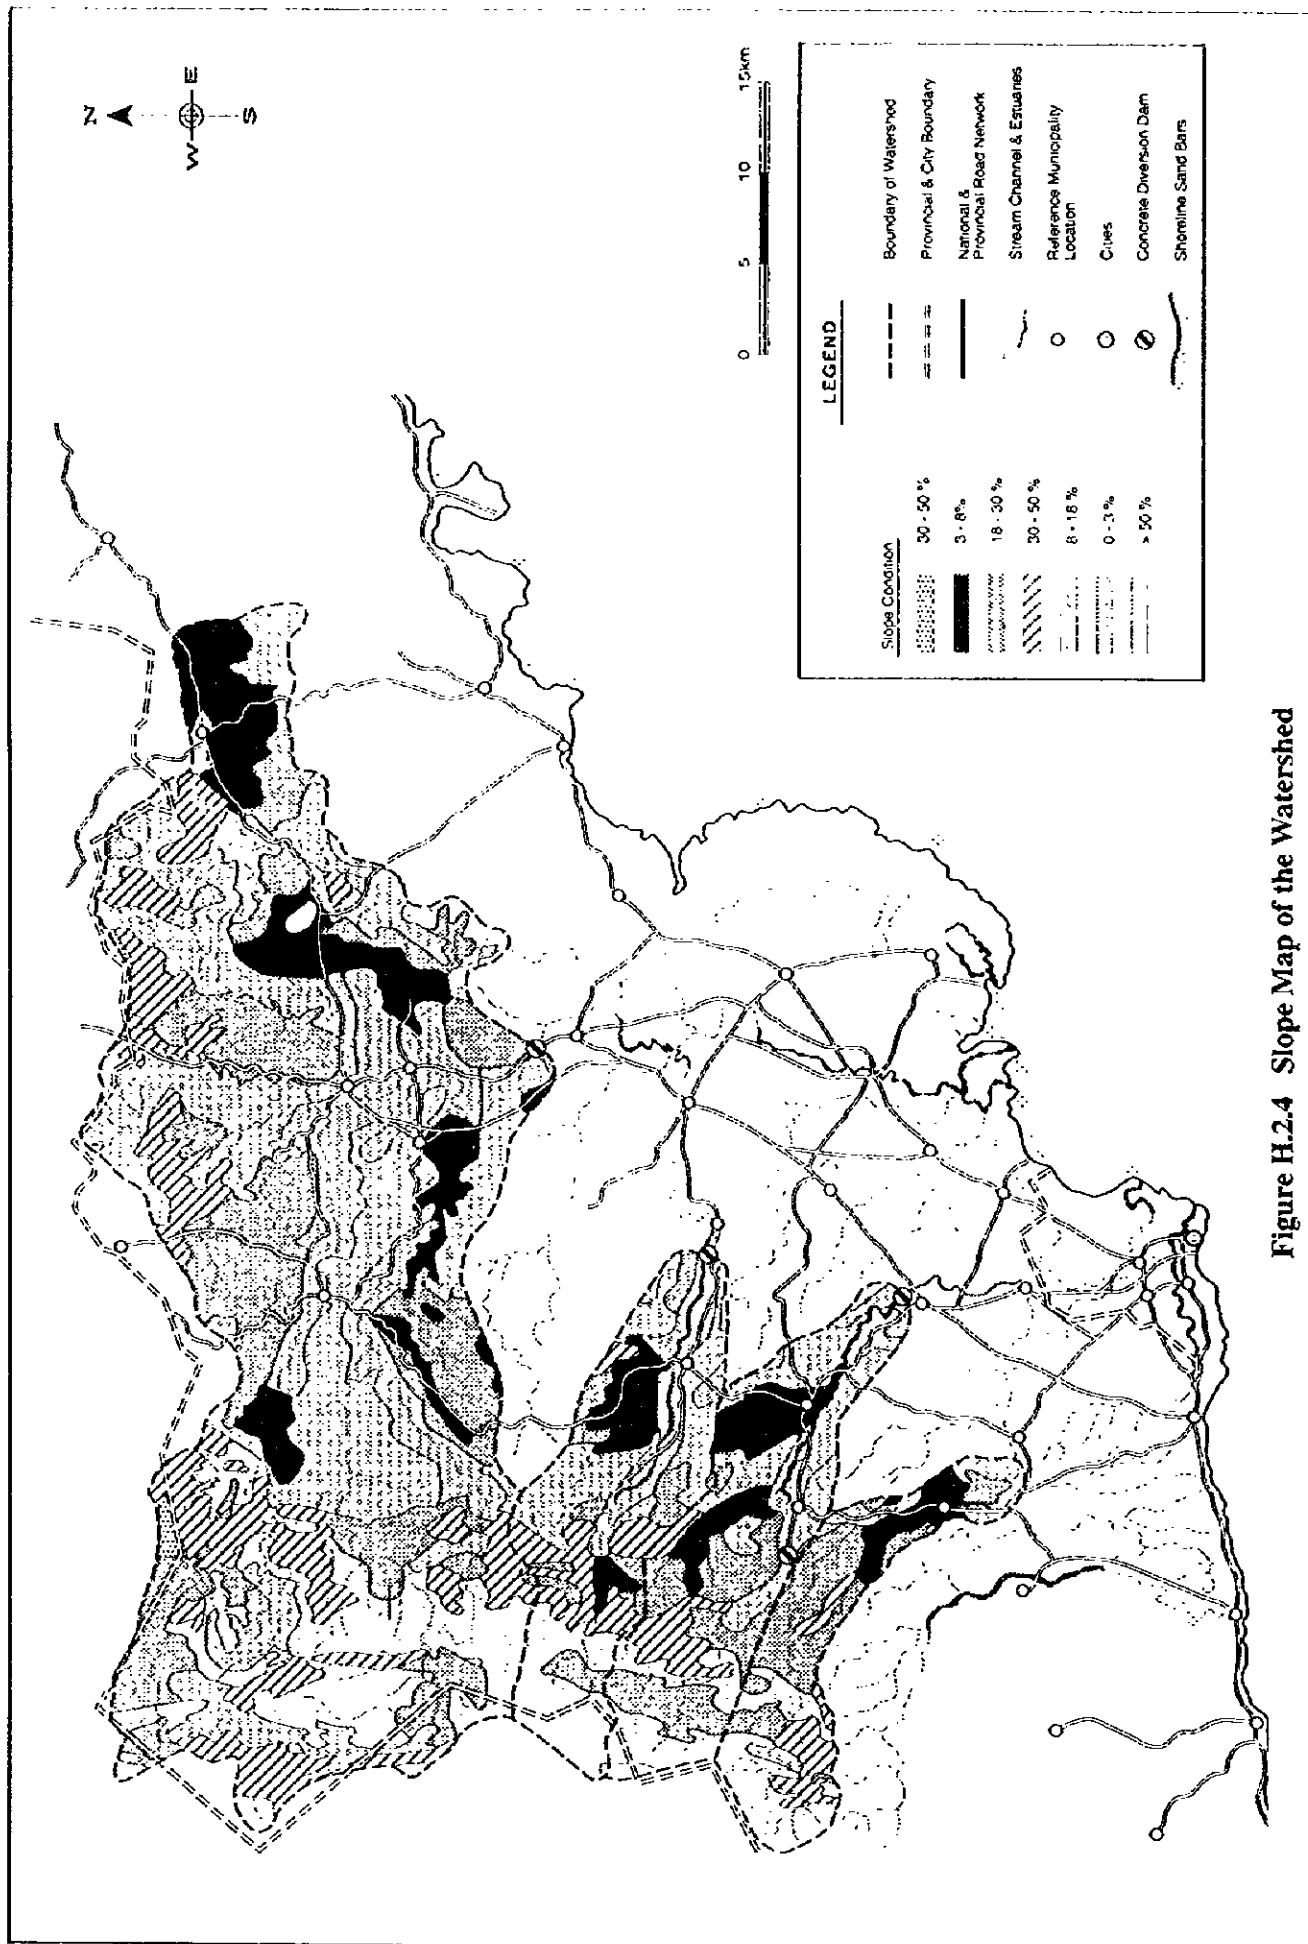 N
W E
S
0 5 10 15km
LEGEND
Slope Condition
30 - 50 %
3 - 8%
18 - 30 %
30 - 50 %
8 - 18 %
0 - 3 %
> 50 %
Boundary of Watershed
Provincial & City Boundary
National &
Provincial Road Network
Stream Channel & Estuaries
Reference Municipality
Location
Cities
Concrete Diversion Dam
Shoreline Sand Bars
Figure H.2.4 Slope Map of the Watershed